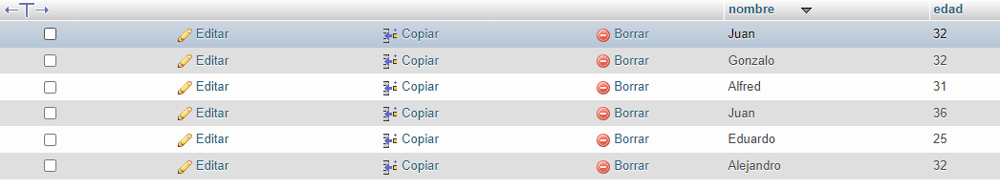 nombre edad
Editar Copiar Borrar Juan 32
Editar Copiar Borrar Gonzalo 32
Editar Copiar Borrar Alfred 31
Editar Copiar Borrar Juan 36
Editar Copiar Borrar Eduardo 25
Editar Copiar Borrar Alejandro 32